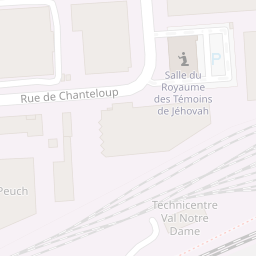 Salle du
Royaume
des Témoins
de Jéhovah
P
Rue de Chanteloup
Peuch
Technicentre
Val Notre
Dame